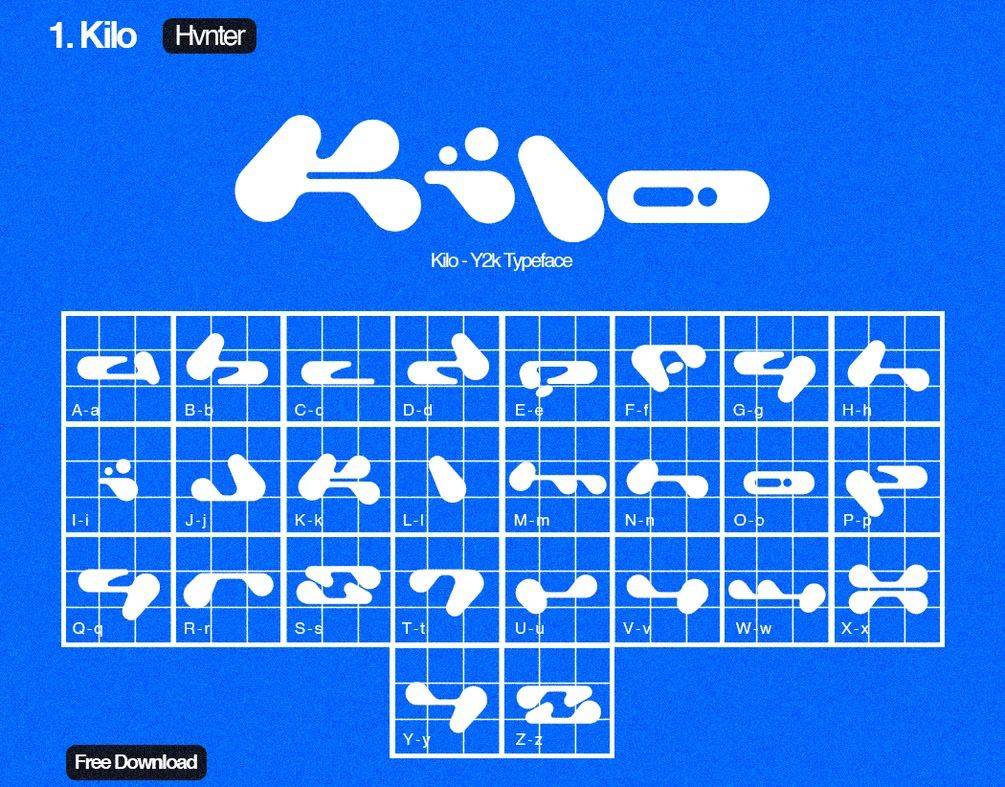 1. Kilo Hvnter
Kilo
Kilo - Y2k Typeface
A-a B-b C-c D-d E-e F-f G-g H-h
I-i J-j K-k L-l M-m N-n O-o P-p
Q-q R-r S-s T-t U-u V-v W-w X-x
Y-y Z-z
Free Download